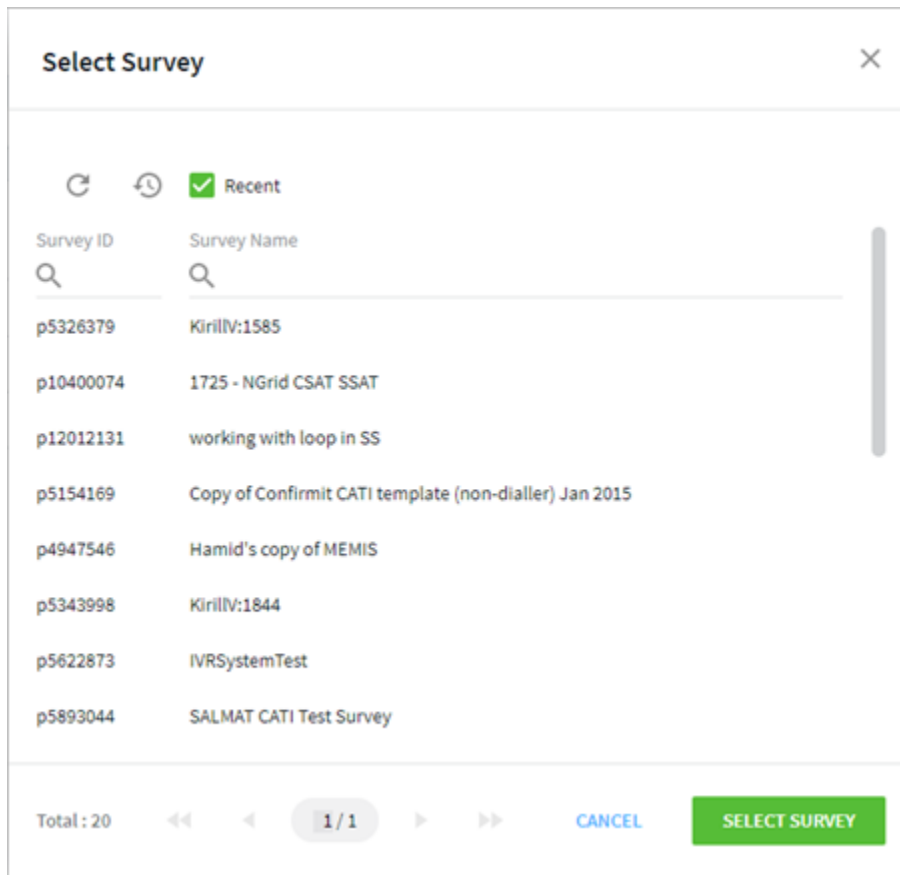 Select Survey
Recent
Survey ID Survey Name
p5326379 KirillV:1585
p10400074 1725 - NGrid CSAT SSAT
p12012131 working with loop in SS
p5154169 Copy of Confirmit CATI template (non-dialler) Jan 2015
p4947546 Hamid's copy of MEMIS
p5343998 KirillV:1844
p5622873 IVRSystemTest
p5893044 SALMAT CATI Test Survey
Total : 20 1 / 1 CANCEL SELECT SURVEY